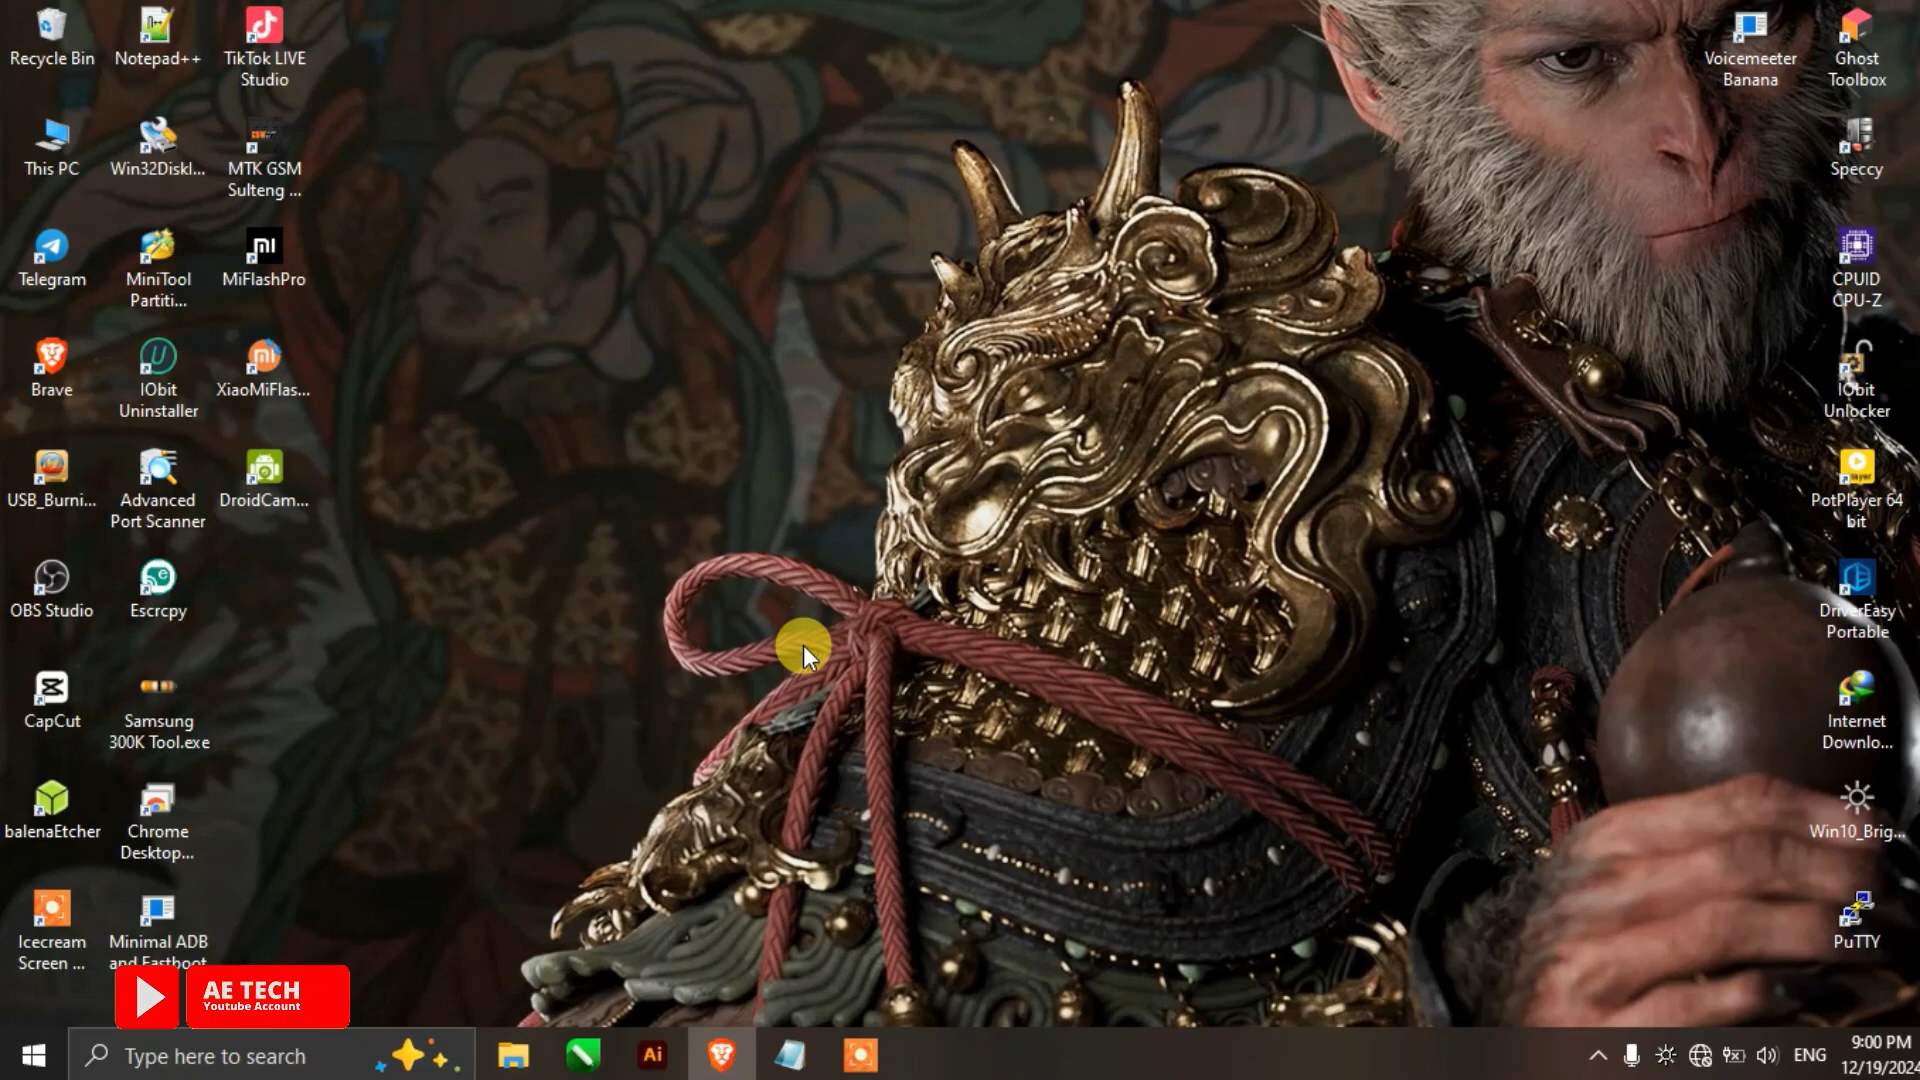 Recycle Bin
Notepad++
TikTok LIVE
Studio
This PC
Win32DiskI...
MTK GSM
Sulteng ...
Telegram
MiniTool
Partiti...
MiFlashPro
Brave
IObit
Uninstaller
XiaoMiFlas...
USB_Burni...
Advanced
Port Scanner
DroidCam...
OBS Studio
Escrcpy
CapCut
Samsung
300K Tool.exe
balenaEtcher
Chrome
Desktop...
Icecream
Screen ...
Minimal ADB
and Fastboot
Voicemeeter
Banana
Ghost
Toolbox
Speccy
CPUID
CPU-Z
IObit
Unlocker
PotPlayer 64
bit
DriverEasy
Portable
Internet
Downlo...
Win10_Brig...
PuTTY
AE TECH
Youtube Account
Type here to search
Ai
ENG
9:00 PM
12/19/2024